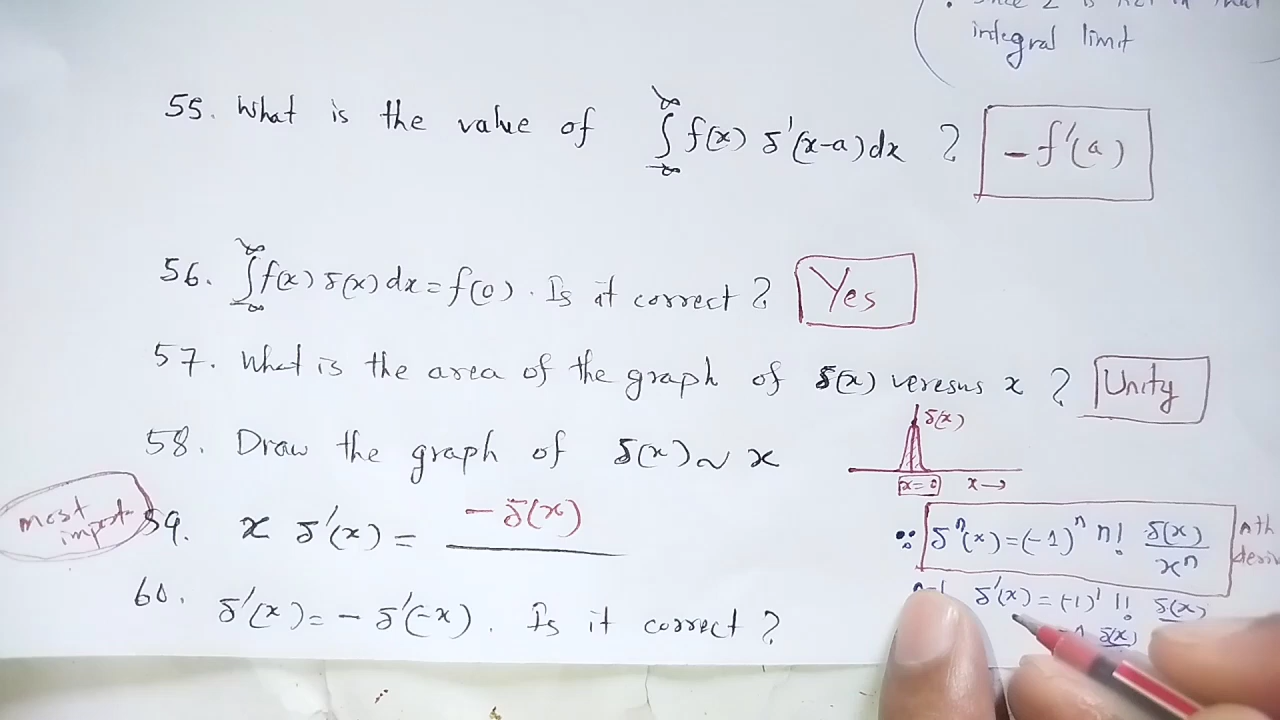 integral limit
55. What is the value of ∫_{-∞}^{∞} f(x) δ'(x-a)dx ? -f'(a)
56. ∫_{-∞}^{∞} f(x) δ(x) dx = f(0). Is it correct? Yes
57. What is the area of the graph of δ(x) veresus x ? Unity
58. Draw the graph of δ(x) ~ x
δ(x)
x=0 x→
most
import
59. x δ'(x) = -δ(x)
∵ δⁿ(x) = (-1)ⁿ n! δ(x)/xⁿ nth
deriv
δ'(x) = (-1)' 1! δ(x)
δ(x)
60. δ'(x) = - δ'(-x). Is it correct ?